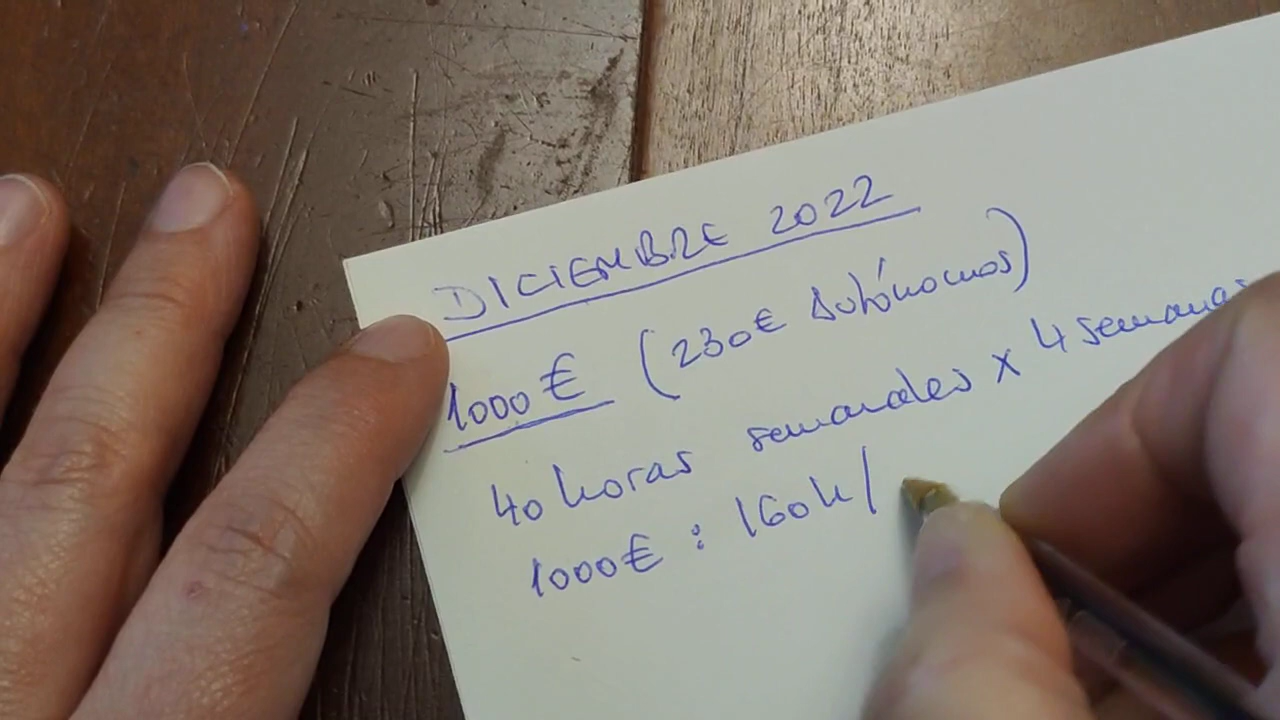 DICIEMBRE 2022
1000€ (230€ Autónomos)
40 horas semanales x 4 semanas
1000€ : 160h/